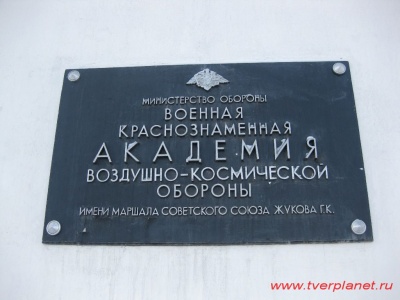 МИНИСТЕРСТВО ОБОРОНЫ
ВОЕННАЯ
КРАСНОЗНАМЕННАЯ
АКАДЕМИЯ
ВОЗДУШНО-КОСМИЧЕСКОЙ
ОБОРОНЫ
ИМЕНИ МАРШАЛА СОВЕТСКОГО СОЮЗА ЖУКОВА Г.К.
www.tverplanet.ru